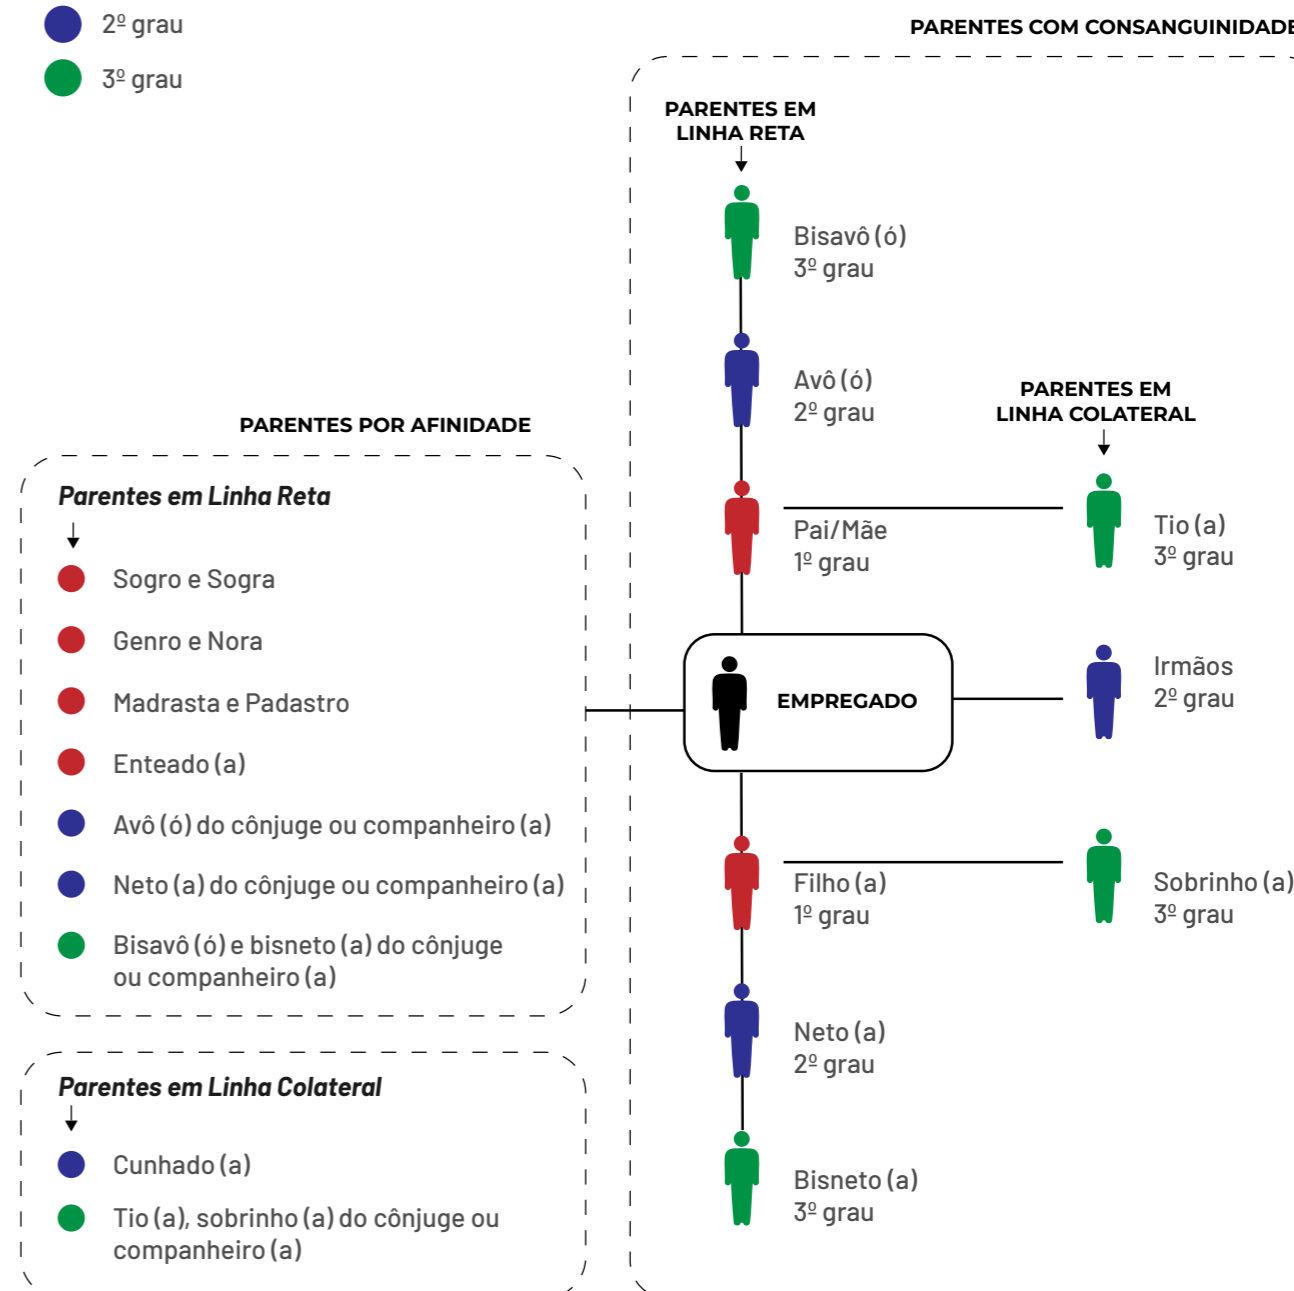 2º grau
3º grau
PARENTES COM CONSANGUINIDADE
PARENTES EM
LINHA RETA
Bisavô (ó)
3º grau
Avô (ó)
2º grau
Pai/Mãe
1º grau
PARENTES EM
LINHA COLATERAL
Tio (a)
3º grau
Irmãos
2º grau
Sobrinho (a)
3º grau
EMPREGADO
Filho (a)
1º grau
Neto (a)
2º grau
Bisneto (a)
3º grau
PARENTES POR AFINIDADE
Parentes em Linha Reta
Sogro e Sogra
Genro e Nora
Madrasta e Padastro
Enteado (a)
Avô (ó) do cônjuge ou companheiro (a)
Neto (a) do cônjuge ou companheiro (a)
Bisavô (ó) e bisneto (a) do cônjuge
ou companheiro (a)
Parentes em Linha Colateral
Cunhado (a)
Tio (a), sobrinho (a) do cônjuge ou
companheiro (a)